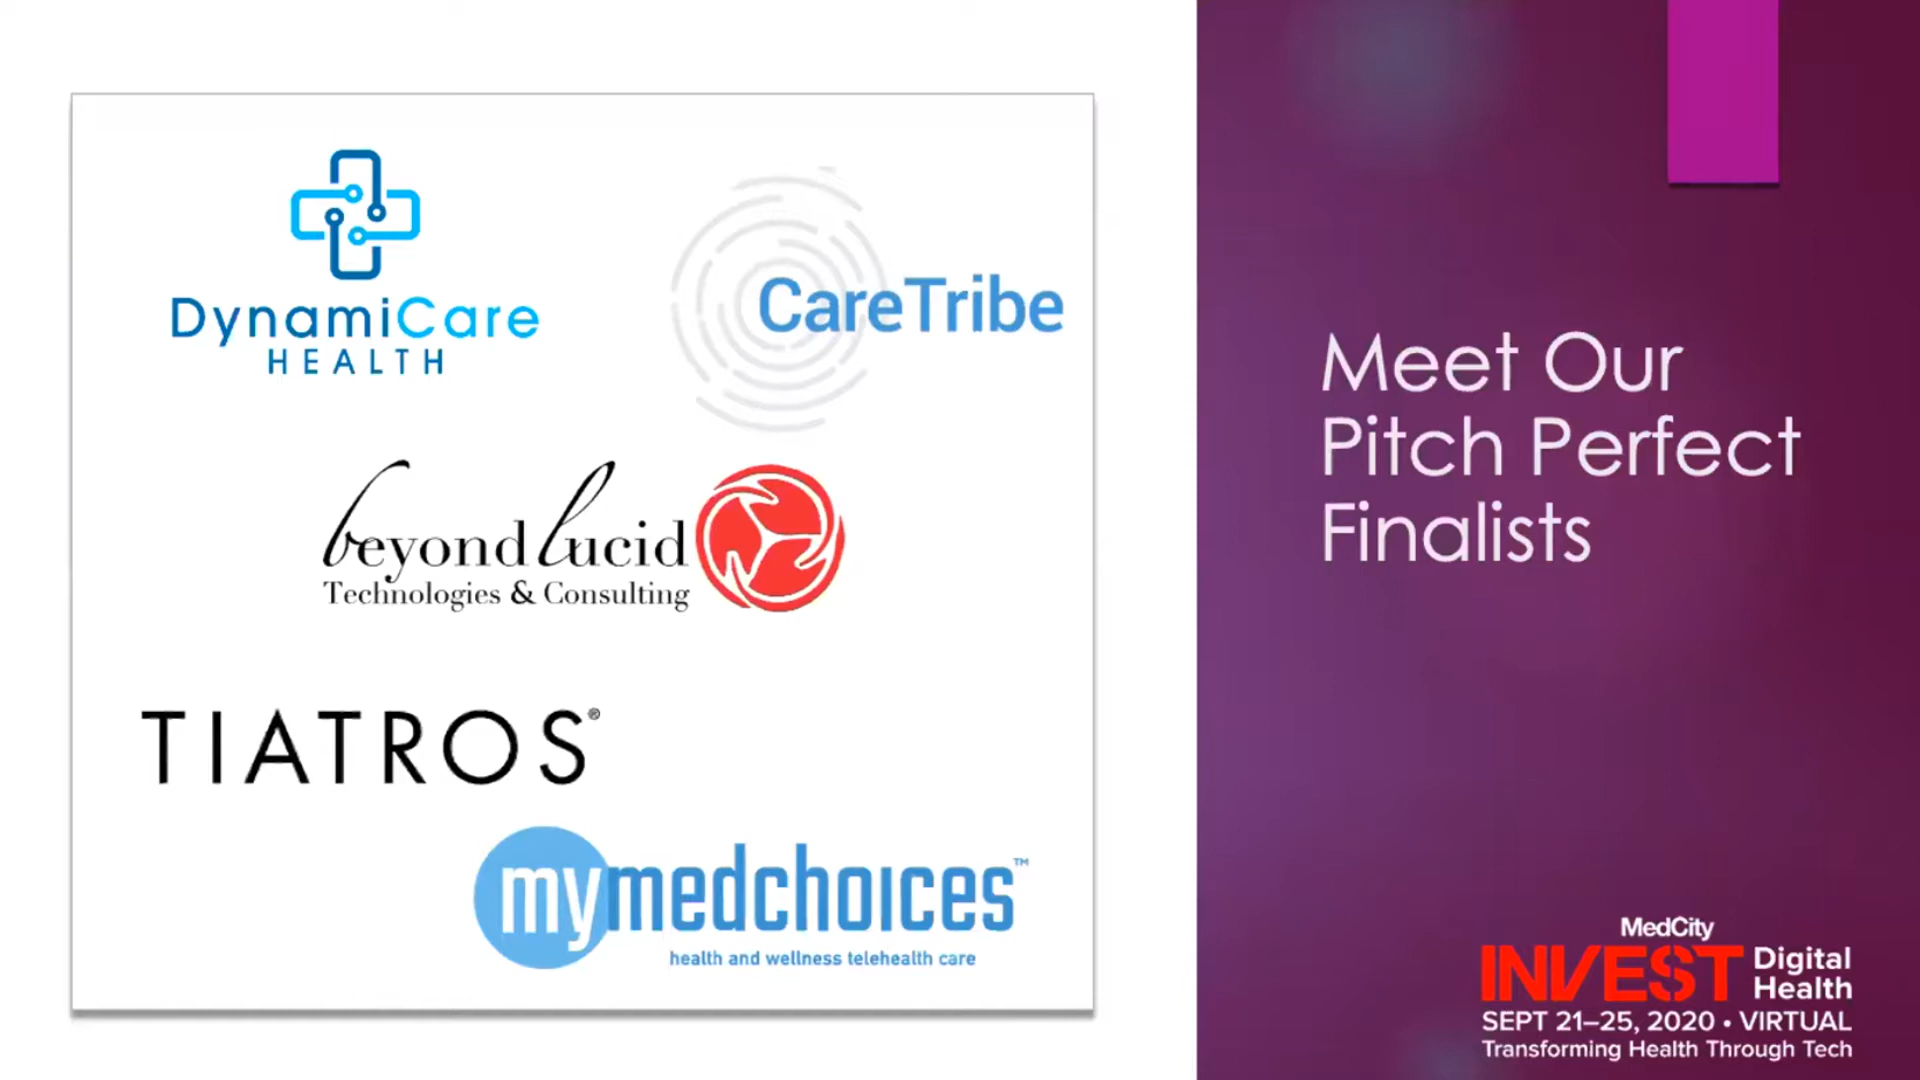 DynamiCare
HEALTH
CareTribe
beyond lucid
Technologies & Consulting
TIATROS®
mymedchoices™
health and wellness telehealth care
Meet Our
Pitch Perfect
Finalists
MedCity
INVEST Digital
Health
SEPT 21–25, 2020 • VIRTUAL
Transforming Health Through Tech